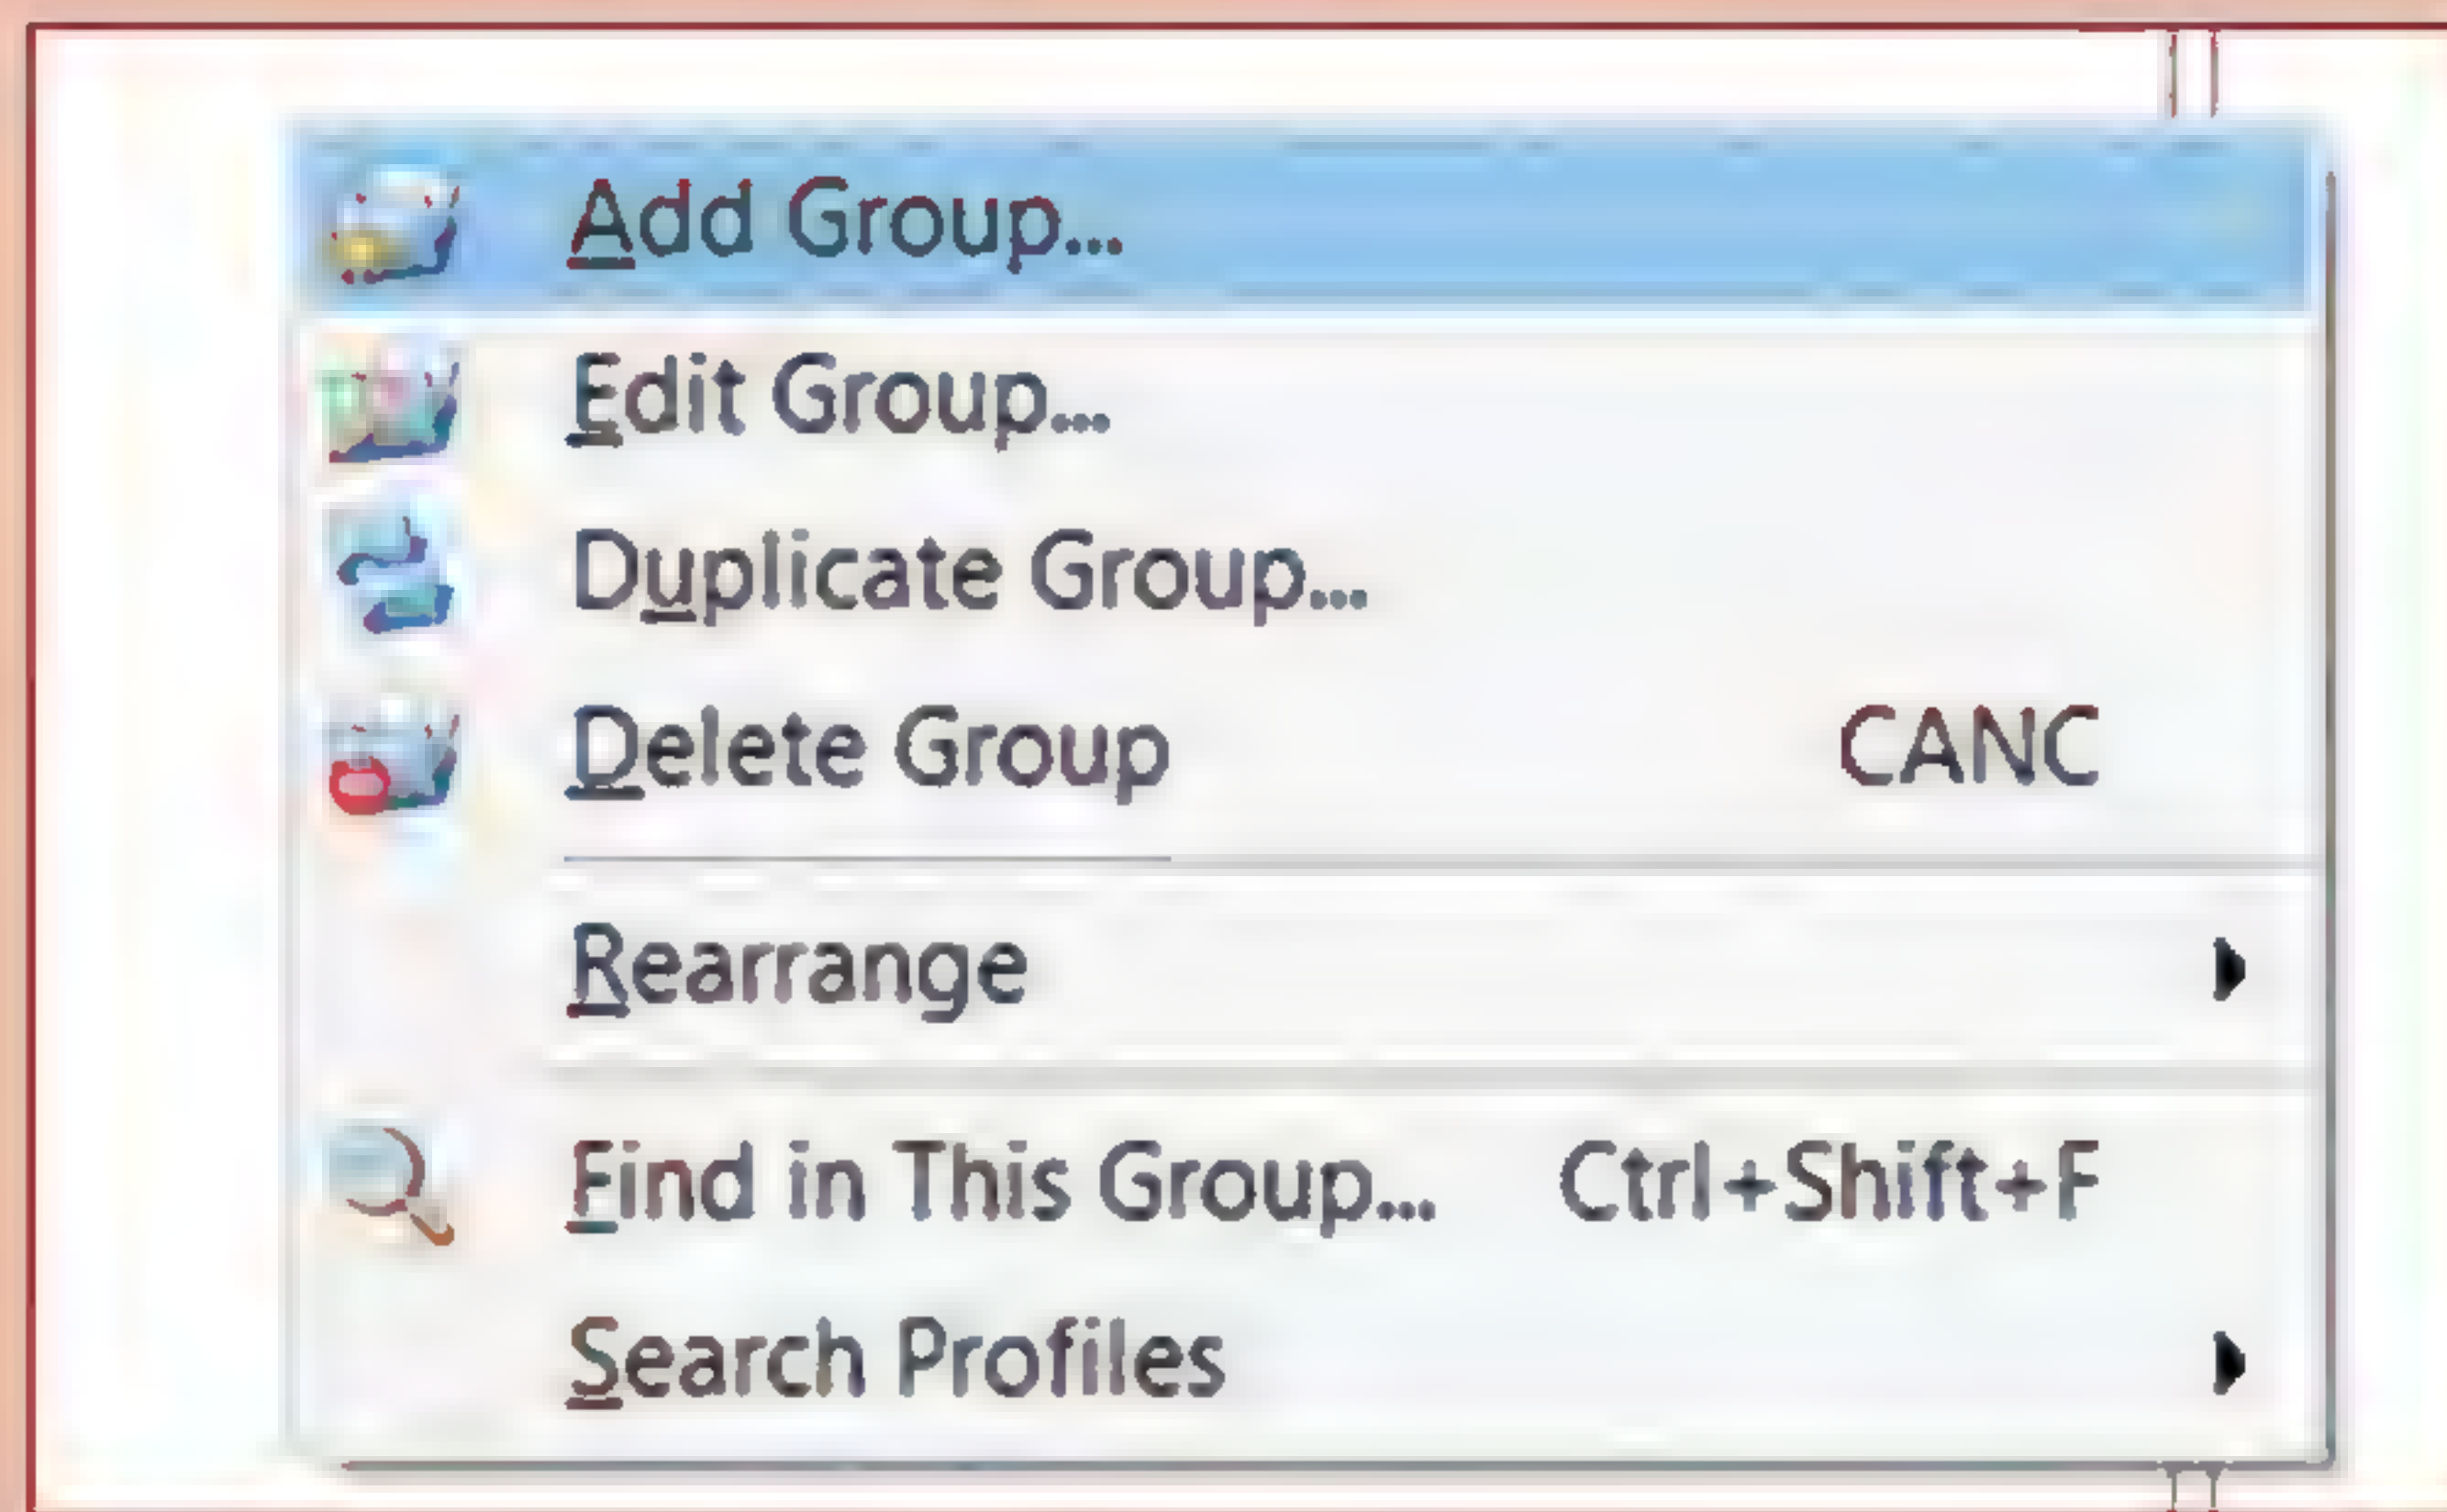 Add Group...
Edit Group...
Duplicate Group...
Delete Group CANC
Rearrange
Find in This Group... Ctrl+Shift+F
Search Profiles